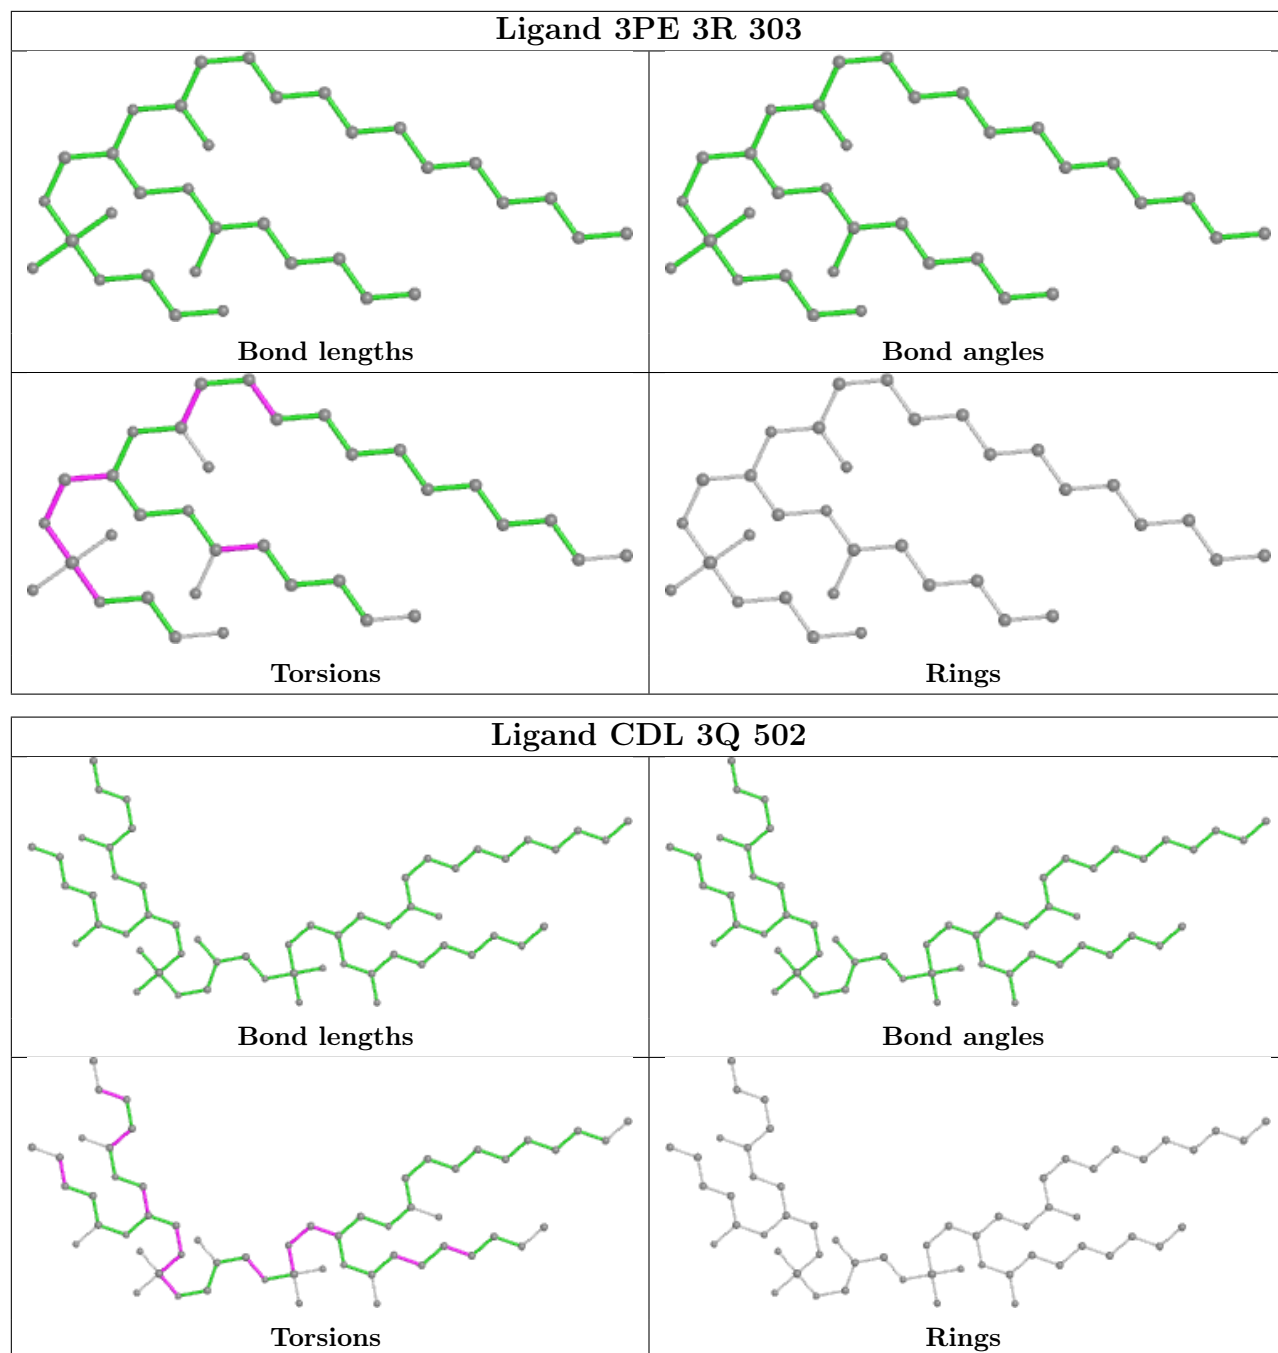 Ligand 3PE 3R 303
Bond lengths
Bond angles
Torsions
Rings
Ligand CDL 3Q 502
Bond lengths
Bond angles
Torsions
Rings